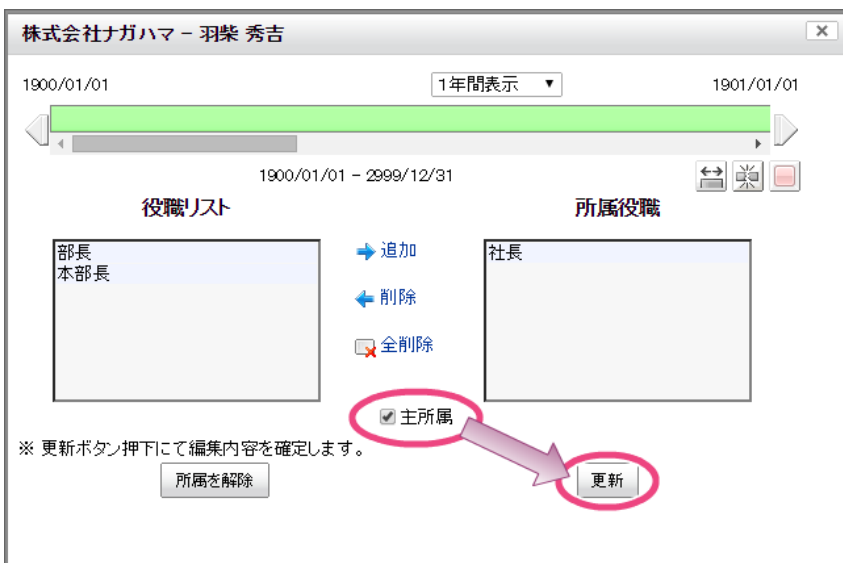 株式会社ナガハマ - 羽柴 秀吉
1900/01/01
1年間表示
1901/01/01
1900/01/01 - 2999/12/31
役職リスト
所属役職
部長
本部長
追加
削除
全削除
社長
主所属
※ 更新ボタン押下にて編集内容を確定します。
所属を解除
更新